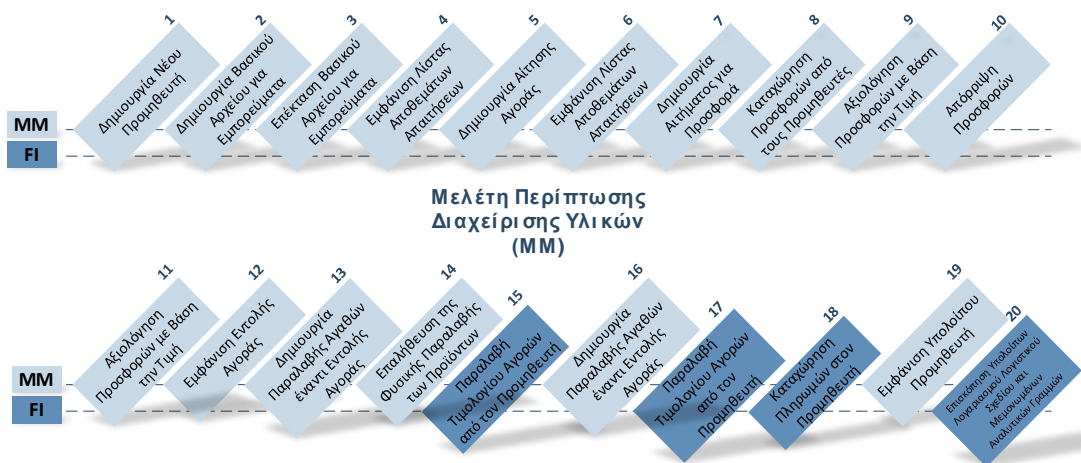 1
Δημιουργία Νέου
Προμηθευτή
2
Δημιουργία Βασικού
Αρχείου για
Εμπορεύματα
3
Επέκταση Βασικού
Αρχείου για
Εμπορεύματα
4
Εμφάνιση Λίστας
Αποθεμάτων
Απαιτήσεων
5
Δημιουργία Αίτησης
Αγοράς
6
Εμφάνιση Λίστας
Αποθεμάτων
Απαιτήσεων
7
Δημιουργία
Αιτήματος για
Προσφορά
8
Καταχώρηση
Προσφορών από
τους Προμηθευτές
9
Αξιολόγηση
Προσφορών με Βάση
την Τιμή
10
Απόρριψη
Προσφορών
MM
FI
Μελέτη Περίπτωσης
Διαχείρισης Υλικών
(MM)
11
Αξιολόγηση
Προσφορών με Βάση
την Τιμή
12
Εμφάνιση Εντολής
Αγοράς
13
Δημιουργία
Παραλαβής Αγαθών
έναντι Εντολής
Αγοράς
14
Επαλήθευση της
Φυσικής Παραλαβής
των Προϊόντων
15
Παραλαβή
Τιμολογίου Αγορών
από τον Προμηθευτή
16
Δημιουργία
Παραλαβής Αγαθών
έναντι Εντολής
Αγοράς
17
Παραλαβή
Τιμολογίου Αγορών
από τον
Προμηθευτή
18
Καταχώρηση
Πληρωμών στον
Προμηθευτή
19
Εμφάνιση Υπολοίπου
Προμηθευτή
20
Επισκόπηση Υπολοίπων
Λογαριασμού Λογιστικού
Σχεδίου και
Μεμονωμένων
Αναλυτικών Γραμμών
MM
FI